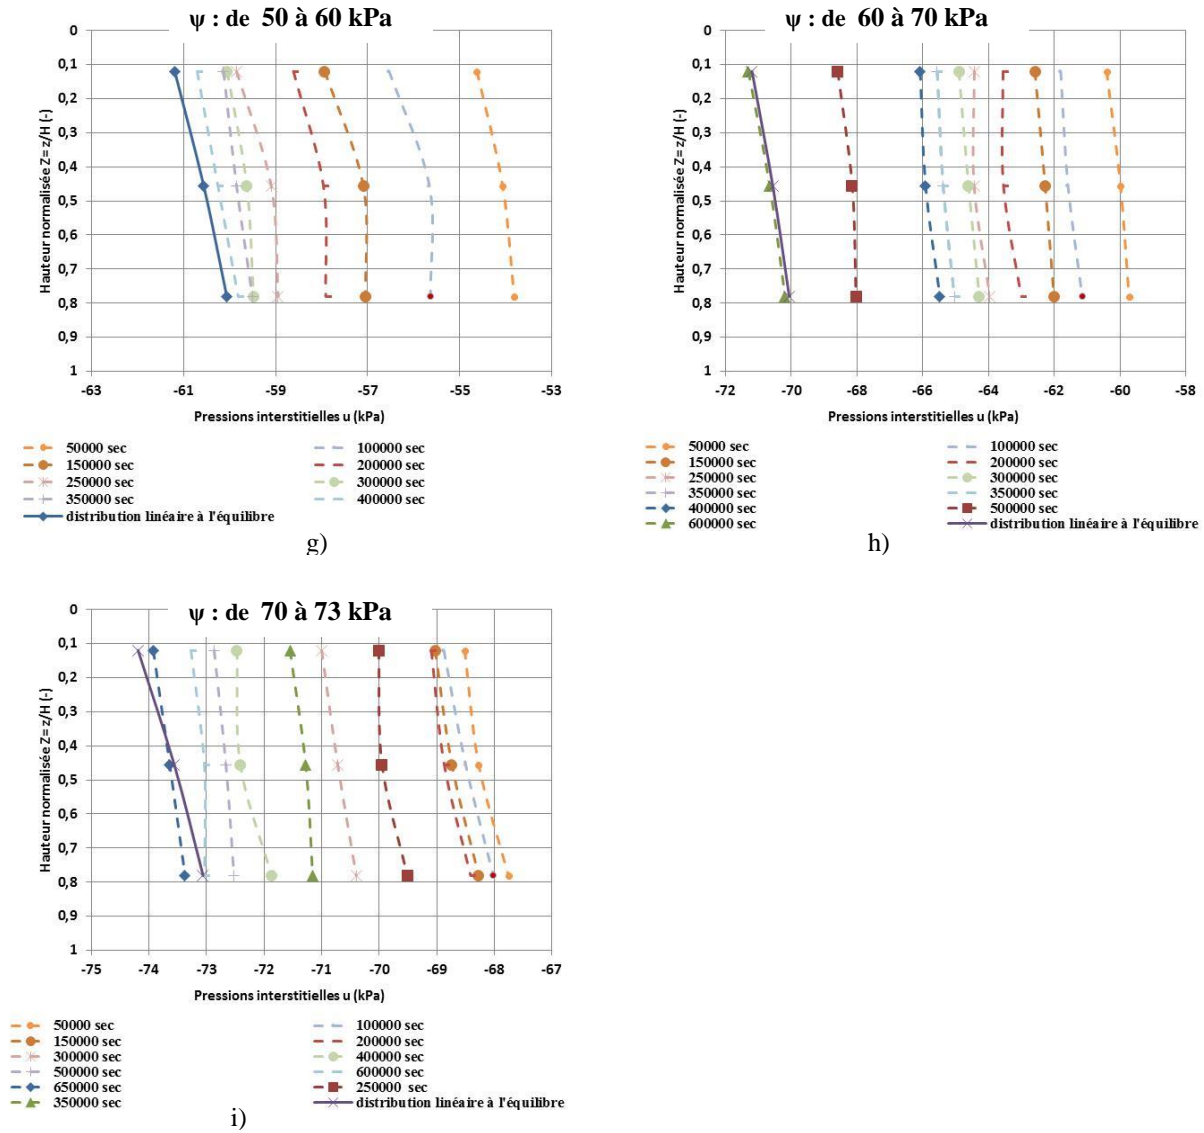 ψ : de 50 à 60 kPa
0
0,1
0,2
0,3
0,4
0,5
0,6
0,7
0,8
0,9
1
Hauteur normalisée Z= z/H (-)
-63 -61 -59 -57 -55 -53
Pressions interstitielles u (kPa)
50000 sec 100000 sec
150000 sec 200000 sec
250000 sec 300000 sec
350000 sec 400000 sec
distribution linéaire à l'équilibre
g)
ψ : de 60 à 70 kPa
0
0,1
0,2
0,3
0,4
0,5
0,6
0,7
0,8
0,9
1
Hauteur normalisée Z= z/H (-)
-72 -70 -68 -66 -64 -62 -60 -58
Pressions interstitielles u (kPa)
50000 sec 100000 sec
150000 sec 200000 sec
250000 sec 300000 sec
350000 sec 350000 sec
400000 sec 500000 sec
600000 sec distribution linéaire à l'équilibre
h)
ψ : de 70 à 73 kPa
0
0,1
0,2
0,3
0,4
0,5
0,6
0,7
0,8
0,9
1
Hauteur normalisée Z= z/H (-)
-75 -74 -73 -72 -71 -70 -69 -68 -67
Pressions interstitielles u (kPa)
50000 sec 100000 sec
150000 sec 200000 sec
300000 sec 400000 sec
500000 sec 600000 sec
650000 sec 250000 sec
350000 sec distribution linéaire à l'équilibre
i)